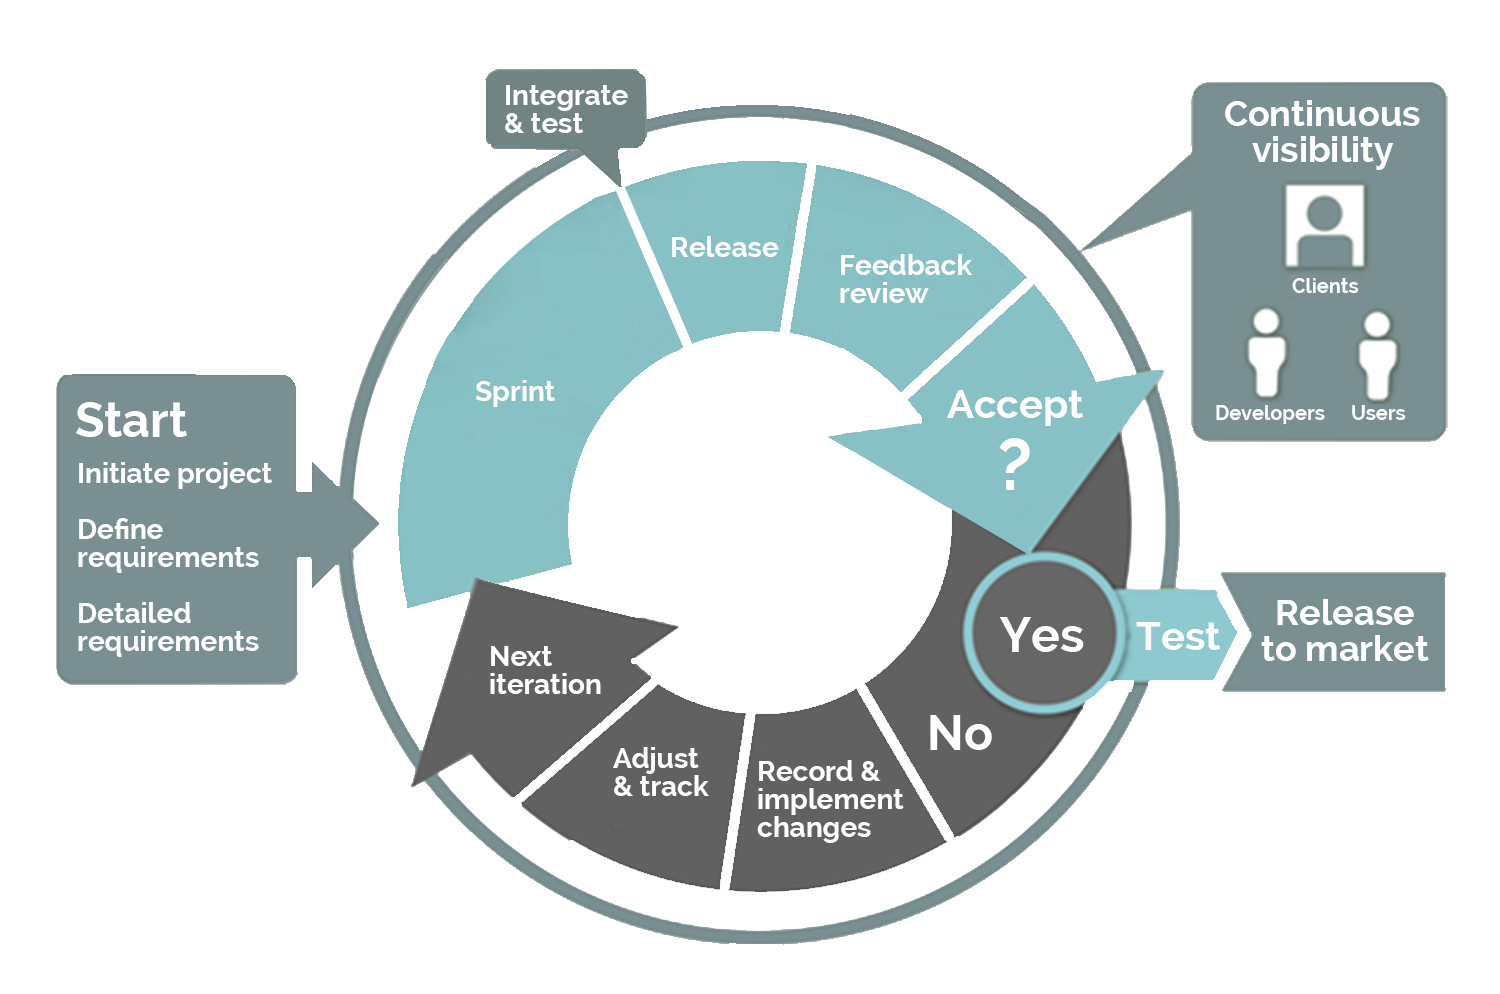 Start
Initiate project
Define
requirements
Detailed
requirements
Sprint
Integrate
& test
Release
Feedback
review
Accept
?
Yes
Test
Release
to market
No
Record &
implement
changes
Adjust
& track
Next
iteration
Continuous
visibility
Clients
Developers
Users